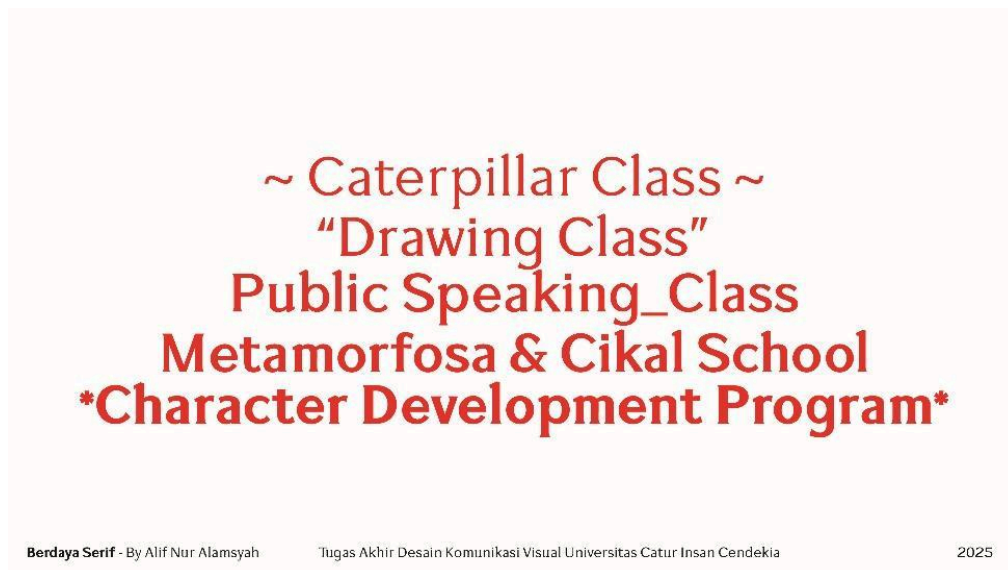 ~ Caterpillar Class ~
“Drawing Class”
Public Speaking_Class
Metamorfosa & Cikal School
*Character Development Program*
Berdaya Serif - By Alif Nur Alamsyah Tugas Akhir Desain Komunikasi Visual Universitas Catur Insan Cendekia 2025